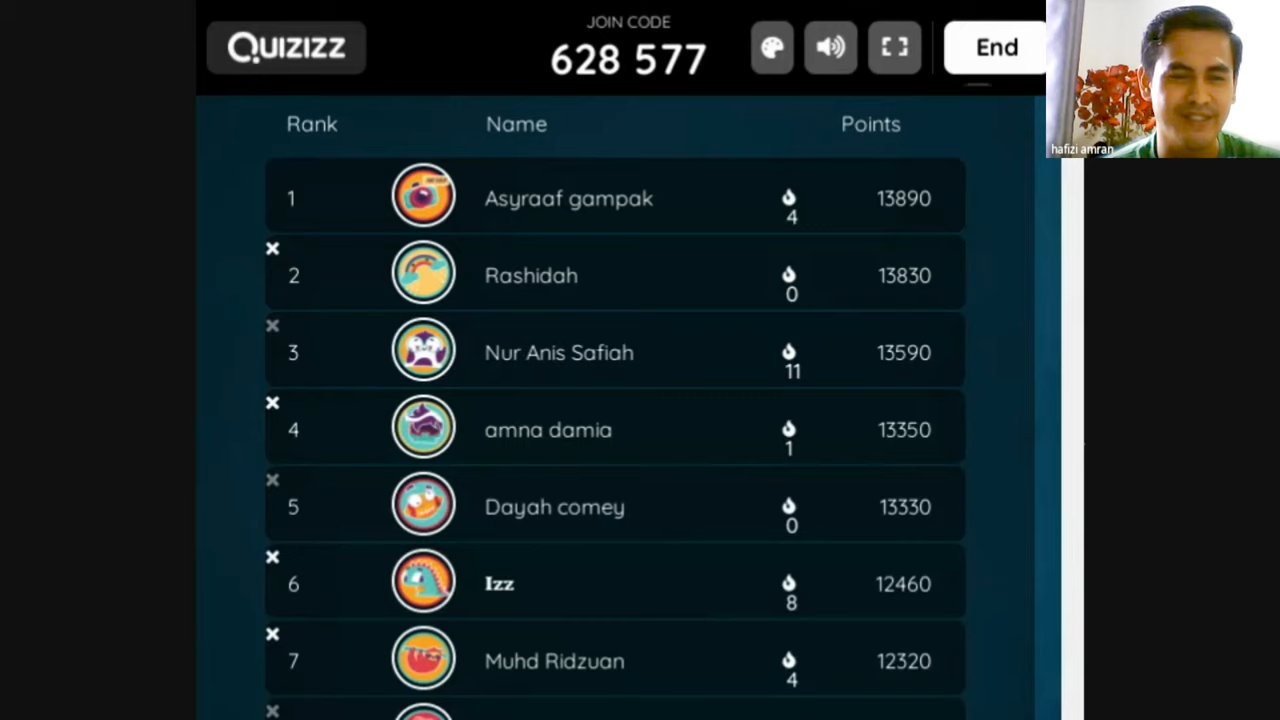 QUIZIZZ
JOIN CODE
628 577
End
hafizi amran
Rank Name Points
1 Asyraaf gampak 4 13890
2 Rashidah 0 13830
3 Nur Anis Safiah 11 13590
4 amna damia 1 13350
5 Dayah comey 0 13330
6 Izz 8 12460
7 Muhd Ridzuan 4 12320